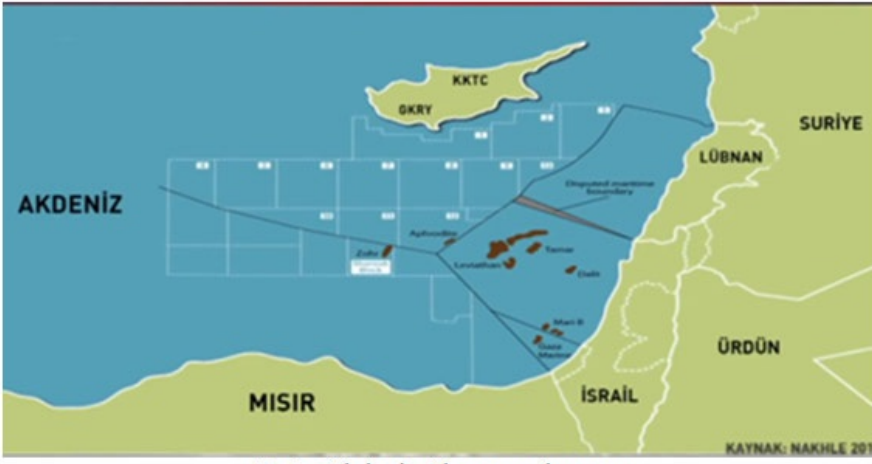 KKTC
GKRY
SURİYE
LÜBNAN
AKDENİZ
Disputed maritime
boundary
Aphrodite
Zohr
Leviathan
Tamar
Dalit
Mari B
Gaza
Marine
ÜRDÜN
İSRAİL
MISIR
KAYNAK: NAKHLE 201